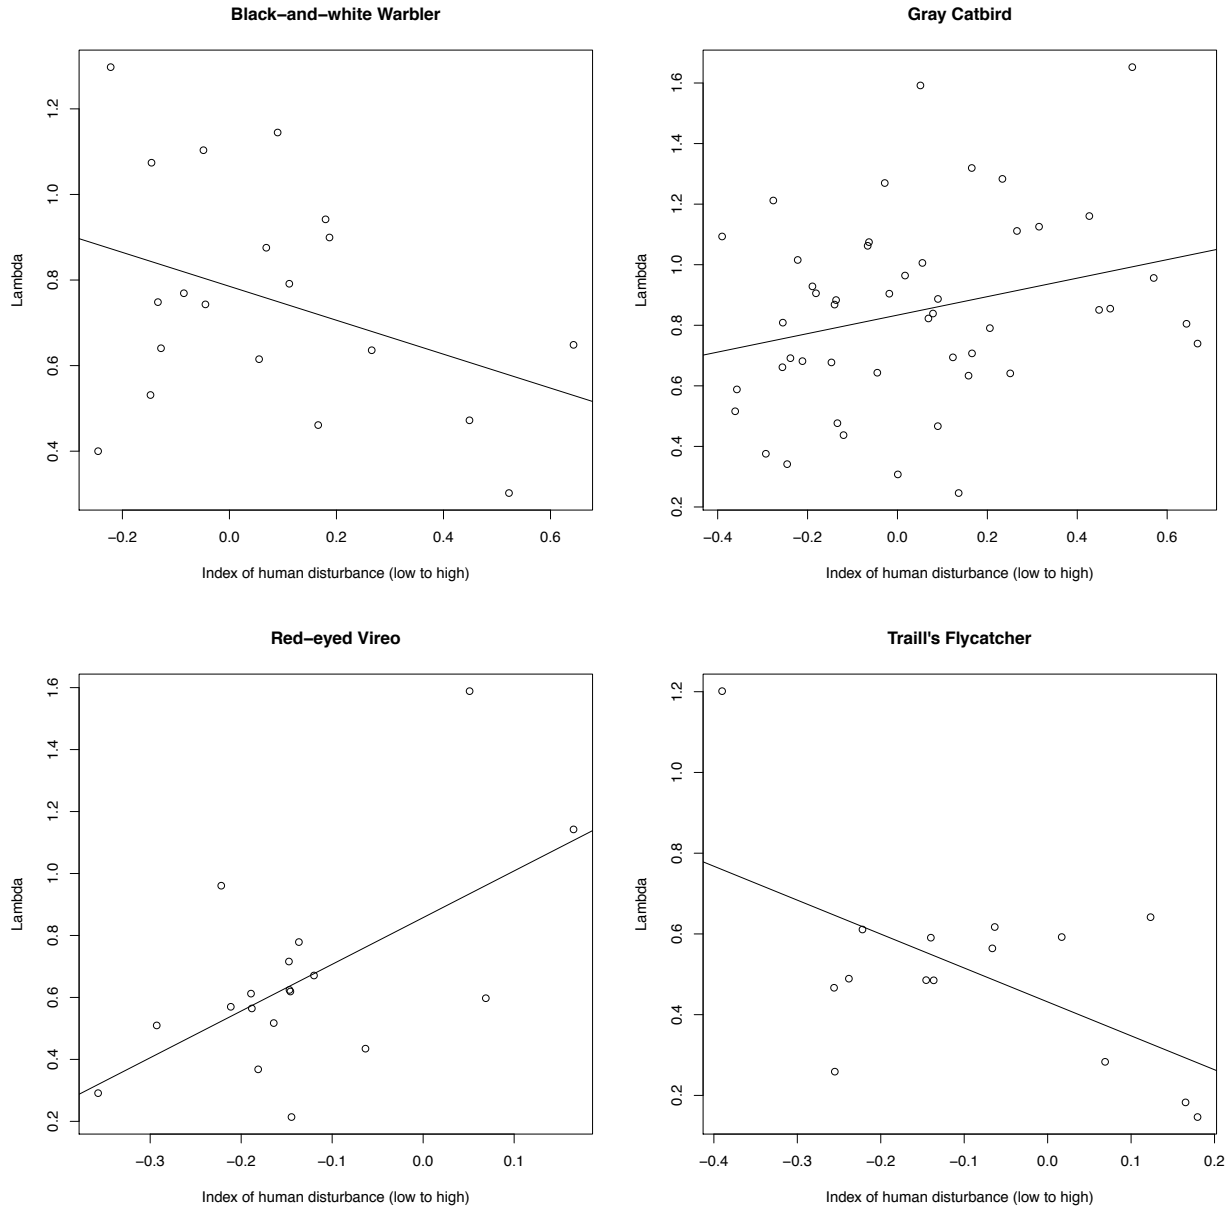 Black−and−white Warbler
Lambda
0.4 0.6 0.8 1.0 1.2
−0.2 0.0 0.2 0.4 0.6
Index of human disturbance (low to high)
Gray Catbird
Lambda
0.2 0.4 0.6 0.8 1.0 1.2 1.4 1.6
−0.4 −0.2 0.0 0.2 0.4 0.6
Index of human disturbance (low to high)
Red−eyed Vireo
Lambda
0.2 0.4 0.6 0.8 1.0 1.2 1.4 1.6
−0.3 −0.2 −0.1 0.0 0.1
Index of human disturbance (low to high)
Traill's Flycatcher
Lambda
0.2 0.4 0.6 0.8 1.0 1.2
−0.4 −0.3 −0.2 −0.1 0.0 0.1 0.2
Index of human disturbance (low to high)